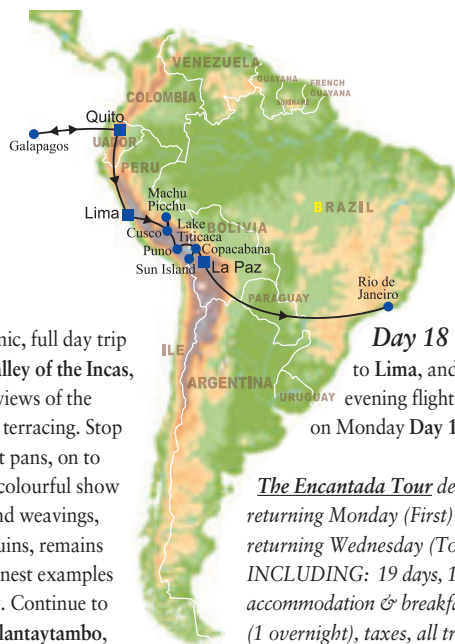 VENEZUELA
GUAYANA
FRENCH
GUAYANA
SURINAME
COLOMBIA
Quito
Galapagos
UADOR
PERU
Machu
Picchu
Lima
Lake
Titicaca
BOLIVIA
BRAZIL
Cusco
Puno
Copacabana
Sun Island
La Paz
Rio de
Janeiro
PARAGUAY
ILE
ARGENTINA
URUGUAY
nic, full day trip
alley of the Incas,
views of the
terracing. Stop
t pans, on to
colourful show
nd weavings,
uins, remains
nest examples
. Continue to
lantaytambo,
Day 18
to Lima, and
evening flight
on Monday Day 1
The Encantada Tour de
returning Monday (First)
returning Wednesday (To
INCLUDING: 19 days, 1
accommodation & breakfa
(1 overnight), taxes, all tr